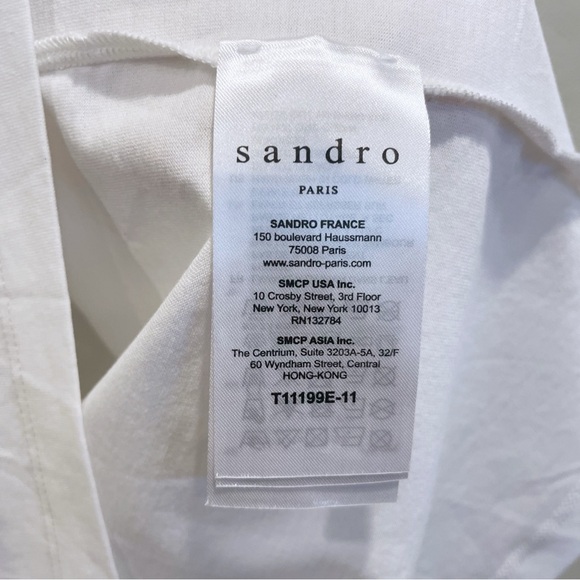 sandro
PARIS
SANDRO FRANCE
150 boulevard Haussmann
75008 Paris
www.sandro-paris.com
SMCP USA Inc.
10 Crosby Street, 3rd Floor
New York, New York 10013
RN132784
SMCP ASIA Inc.
The Centrium, Suite 3203A-5A, 32/F
60 Wyndham Street, Central
HONG-KONG
T11199E-11